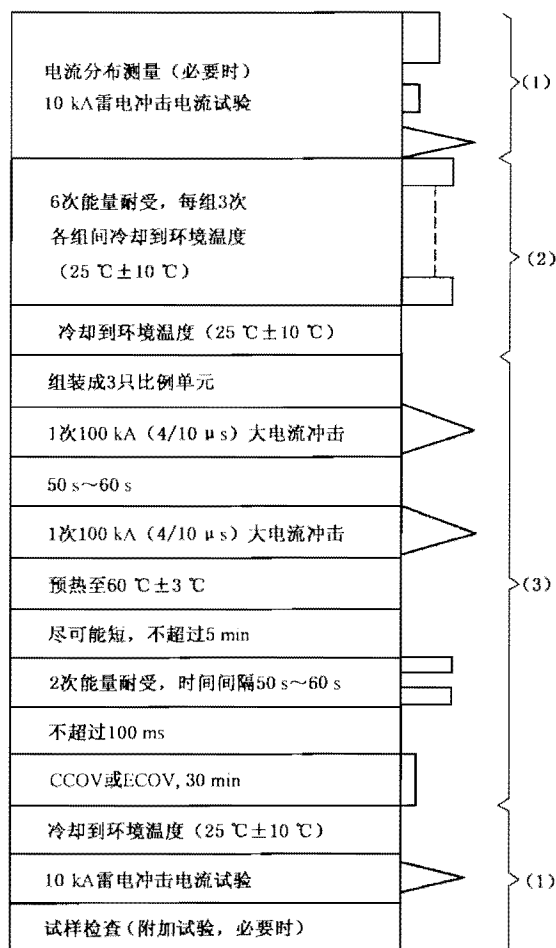 电流分布测量（必要时）
10 kA雷电冲击电流试验
(1)
6次能量耐受，每组3次
各组间冷却到环境温度
（25 ℃±10 ℃）
(2)
冷却到环境温度（25 ℃±10 ℃）
组装成3只比例单元
1次100 kA（4/10 μs）大电流冲击
50 s～60 s
1次100 kA（4/10 μs）大电流冲击
预热至60 ℃±3 ℃
(3)
尽可能短，不超过5 min
2次能量耐受，时间间隔50 s～60 s
不超过100 ms
CCOV或ECOV, 30 min
冷却到环境温度（25 ℃±10 ℃）
10 kA雷电冲击电流试验
(1)
试样检查（附加试验，必要时）